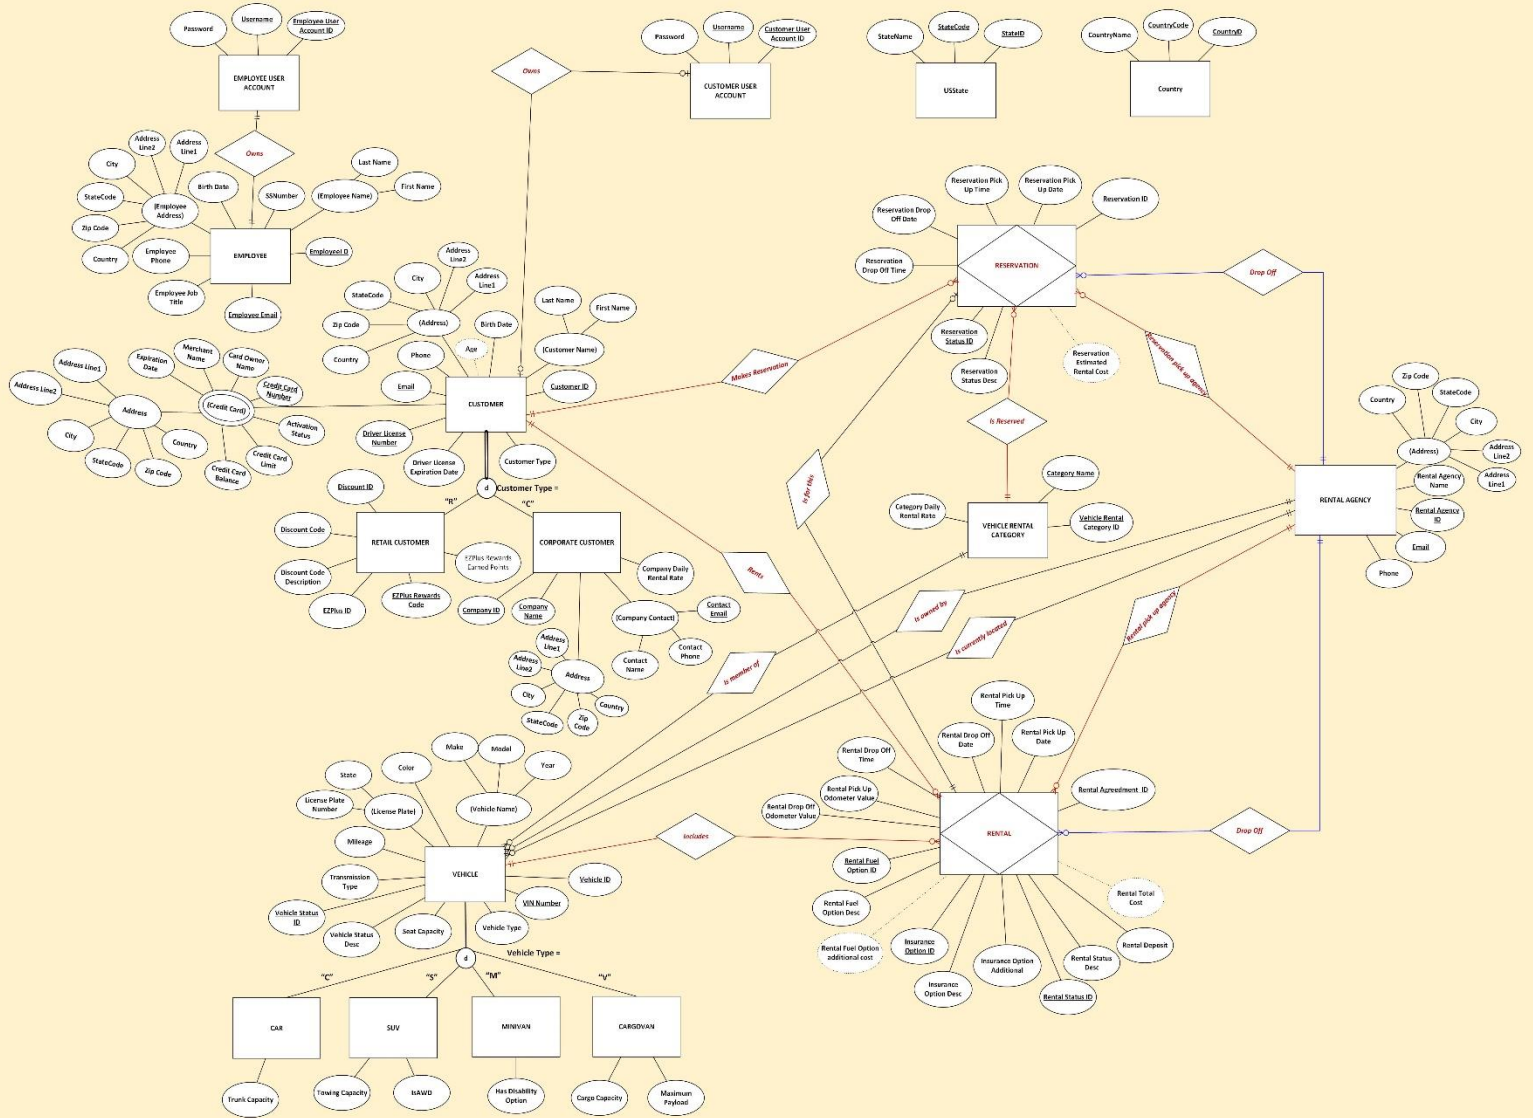 Password
Username
Employee User
Account ID
EMPLOYEE USER
ACCOUNT
Owns
Password
Username
Customer User
Account ID
CUSTOMER USER
ACCOUNT
Owns
StateName
StateCode
StateID
USState
CountryName
CountryCode
CountryID
Country
Address
Line2
Address
Line1
City
StateCode
Zip Code
Country
(Employee
Address)
Birth Date
SSNumber
Last Name
First Name
(Employee Name)
EMPLOYEE
EmployeeID
Employee
Phone
Employee Job
Title
Employee Email
Address
Line2
Address
Line1
City
StateCode
Zip Code
Country
(Address)
Birth Date
Age
Last Name
First Name
(Customer Name)
Phone
Email
CUSTOMER
Customer ID
Driver License
Number
Driver License
Expiration Date
Customer Type
Merchant
Name
Card Owner
Name
Expiration
Date
Credit Card
Number
(Credit Card)
Activation
Status
Credit Card
Limit
Credit Card
Balance
Address Line1
Address Line2
Address
City
StateCode
Zip Code
Country
d
Customer Type =
"R"
"C"
Discount ID
Discount Code
Discount Code
Description
EZPlus ID
RETAIL CUSTOMER
EZPlus Rewards
Earned Points
EZPlus Rewards
Code
CORPORATE CUSTOMER
Company Daily
Rental Rate
Company ID
Company
Name
(Company Contact)
Contact
Email
Contact
Phone
Contact
Name
Address
Line1
Address
Line2
Address
City
StateCode
Zip
Code
Country
Reservation Pick
Up Time
Reservation Pick
Up Date
Reservation ID
Reservation Drop
Off Date
Reservation
Drop Off Time
RESERVATION
Reservation
Status ID
Reservation
Status Desc
Reservation
Estimated
Rental Cost
Drop Off
Reservation pick up agency
Makes Reservation
Is Reserved
Is for this
Category Name
Category Daily
Rental Rate
VEHICLE RENTAL
CATEGORY
Vehicle Rental
Category ID
Zip Code
Country
StateCode
City
(Address)
Address
Line2
Address
Line1
RENTAL AGENCY
Rental Agency
Name
Rental Agency
ID
Email
Phone
Rents
Is owned by
Is currently located
Is member of
Rental pick up agency
Make
Model
Year
Color
State
License Plate
Number
(License Plate)
(Vehicle Name)
Mileage
Transmission
Type
Vehicle Status
ID
Vehicle Status
Desc
Seat Capacity
VEHICLE
Vehicle ID
VIN Number
Vehicle Type
Includes
Rental Pick Up
Time
Rental Drop Off
Date
Rental Pick Up
Date
Rental Drop Off
Time
Rental Pick Up
Odometer Value
Rental Drop Off
Odometer Value
Rental Agreedment ID
RENTAL
Drop Off
Rental Fuel
Option ID
Rental Fuel
Option Desc
Rental Fuel Option
additional cost
Insurance
Option ID
Insurance
Option Desc
Insurance Option
Additional
Rental Status ID
Rental Status
Desc
Rental Deposit
Rental Total
Cost
d
Vehicle Type =
"C"
"S"
"M"
"V"
CAR
SUV
MINIVAN
CARGOVAN
Trunk Capacity
Towing Capacity
IsAWD
Has Disability
Option
Cargo Capacity
Maximum
Payload